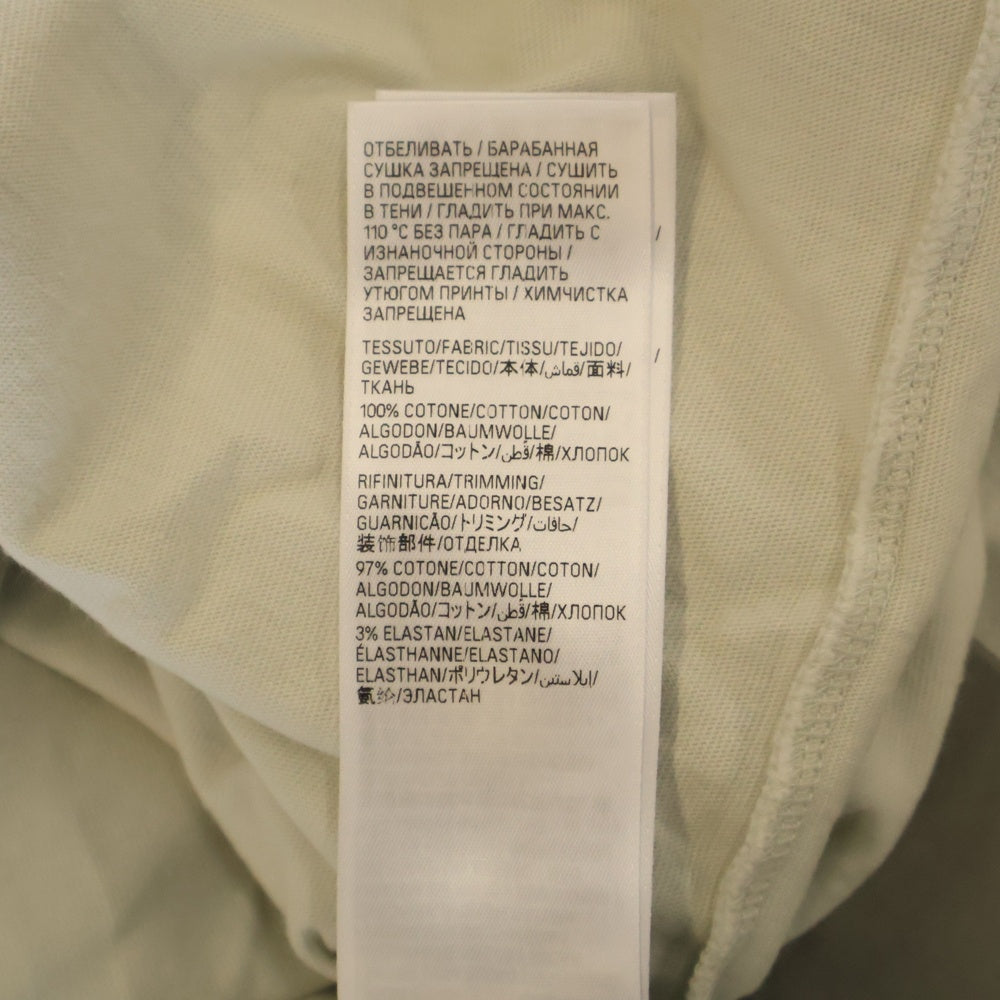 ОТБЕЛИВАТЬ / БАРАБАННАЯ
СУШКА ЗАПРЕЩЕНА / СУШИТЬ
В ПОДВЕШЕННОМ СОСТОЯНИИ
В ТЕНИ / ГЛАДИТЬ ПРИ МАКС.
110 °C БЕЗ ПАРА / ГЛАДИТЬ С
ИЗНАНОЧНОЙ СТОРОНЫ /
ЗАПРЕЩАЕТСЯ ГЛАДИТЬ
УТЮГОМ ПРИНТЫ / ХИМЧИСТКА
ЗАПРЕЩЕНА
TESSUTO/FABRIC/TISSU/TEJIDO/
GEWEBE/TECIDO/本体/قماش/面料/
ТКАНЬ
100% COTONE/COTTON/COTON/
ALGODON/BAUMWOLLE/
ALGODÃO/コットン/قطن/棉/ХЛОПОК
RIFINITURA/TRIMMING/
GARNITURE/ADORNO/BESATZ/
GUARNICÃO/トリミング/حافات/
装饰部件/ОТДЕЛКА
97% COTONE/COTTON/COTON/
ALGODON/BAUMWOLLE/
ALGODÃO/コットン/قطن/棉/ХЛОПОК
3% ELASTAN/ELASTANE/
ÉLASTHANNE/ELASTANO/
ELASTHAN/ポリウレタン/إيلاستين/
氨纶/ЭЛАСТАН